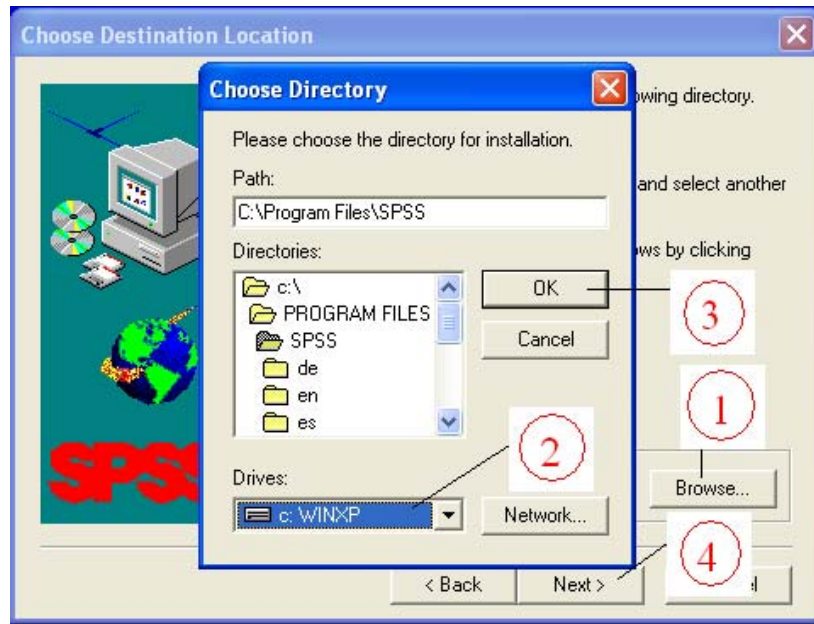 Choose Destination Location
Choose Directory
owing directory.
Please choose the directory for installation.
Path:
and select another
C:\Program Files\SPSS
Directories:
ows by clicking
c:\
OK
PROGRAM FILES
3
SPSS
Cancel
de
en
1
es
2
SPSS
Drives:
Browse...
c: WINXP
Network...
4
< Back
Next >